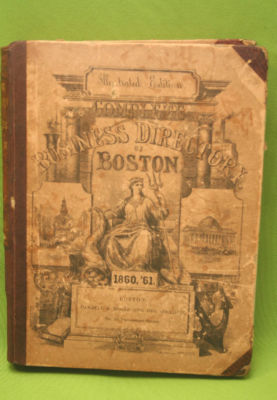 Illustrated Edition
COMPLETE
BUSINESS DIRECTORY
OF
BOSTON
1860, '61.
BOSTON